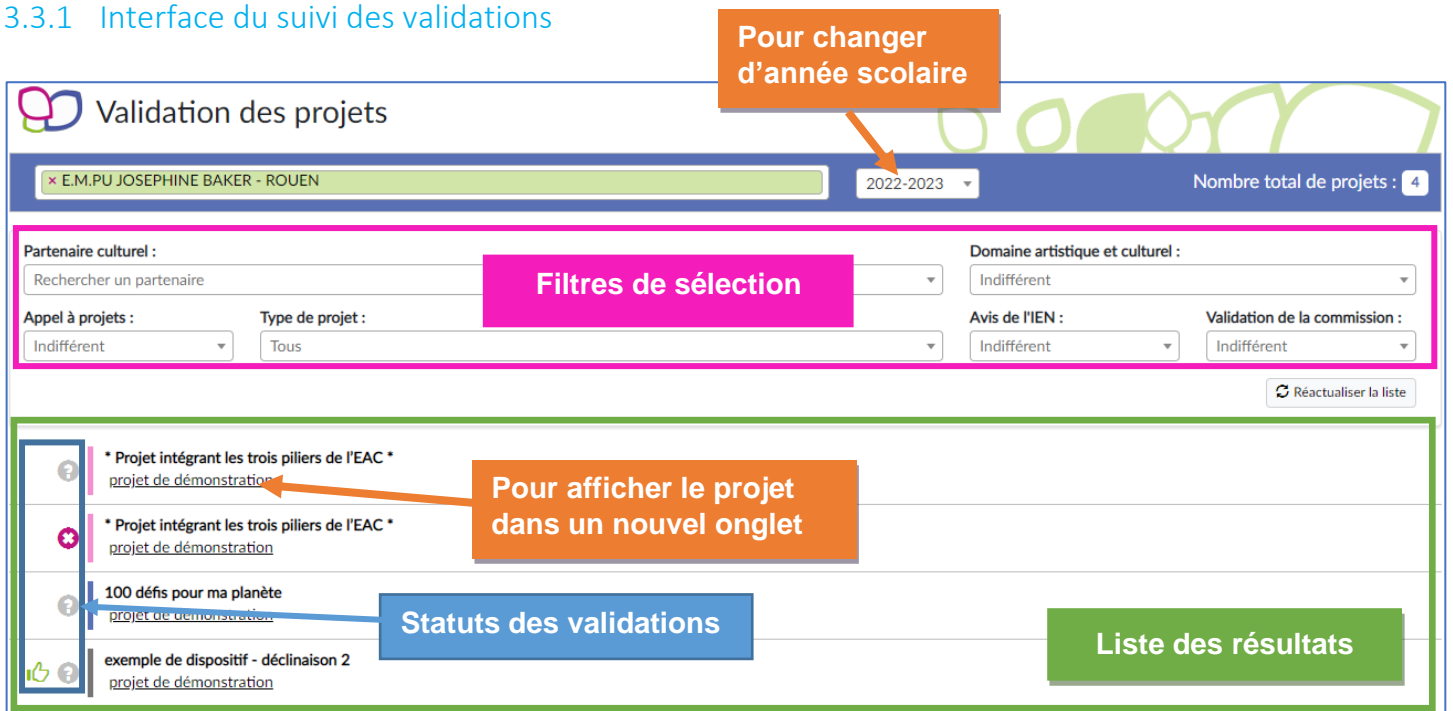 3.3.1 Interface du suivi des validations
Pour changer
d’année scolaire
Validation des projets
× E.M.PU JOSEPHINE BAKER - ROUEN
2022-2023
Nombre total de projets : 4
Partenaire culturel :
Domaine artistique et culturel :
Rechercher un partenaire
Filtres de sélection
Indifférent
Appel à projets :
Type de projet :
Avis de l'IEN :
Validation de la commission :
Indifférent
Tous
Indifférent
Indifférent
Réactualiser la liste
* Projet intégrant les trois piliers de l’EAC *
projet de démonstration
Pour afficher le projet
dans un nouvel onglet
* Projet intégrant les trois piliers de l’EAC *
projet de démonstration
100 défis pour ma planète
projet de démonstration
Statuts des validations
Liste des résultats
exemple de dispositif - déclinaison 2
projet de démonstration